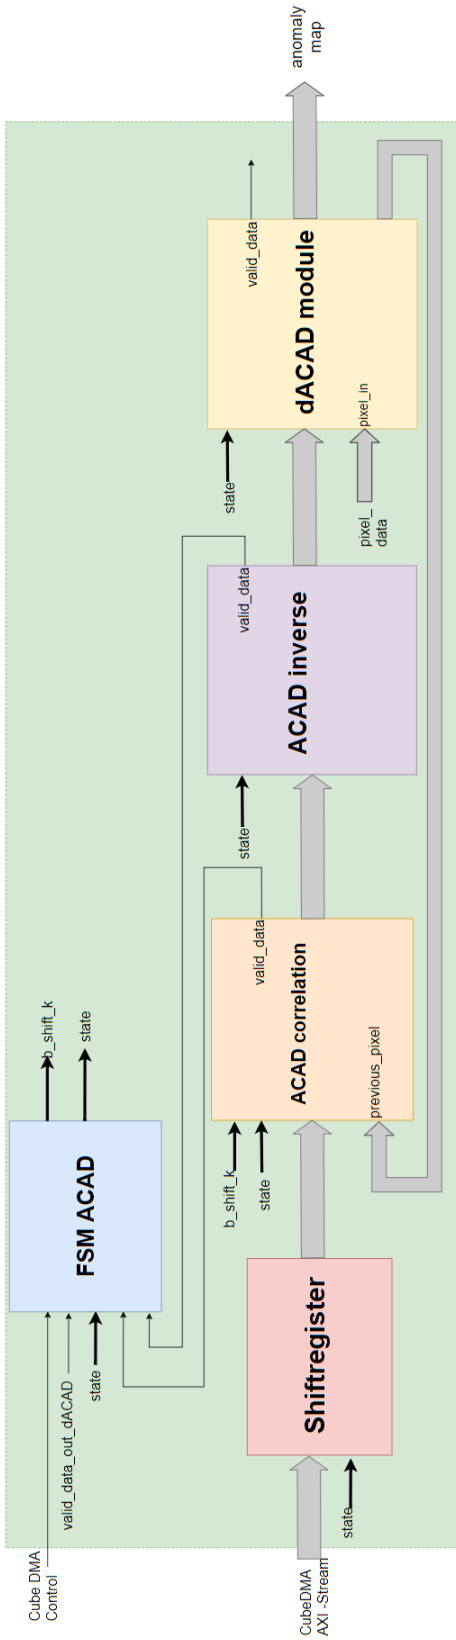 Cube DMA
Control
valid_data_out_dACAD
state
FSM ACAD
b_shift_k
state
CubeDMA
AXI -Stream
state
Shiftregister
b_shift_k
state
ACAD correlation
previous_pixel
valid_data
state
ACAD inverse
valid_data
state
pixel_
data
pixel_in
dACAD module
valid_data
anomaly
map